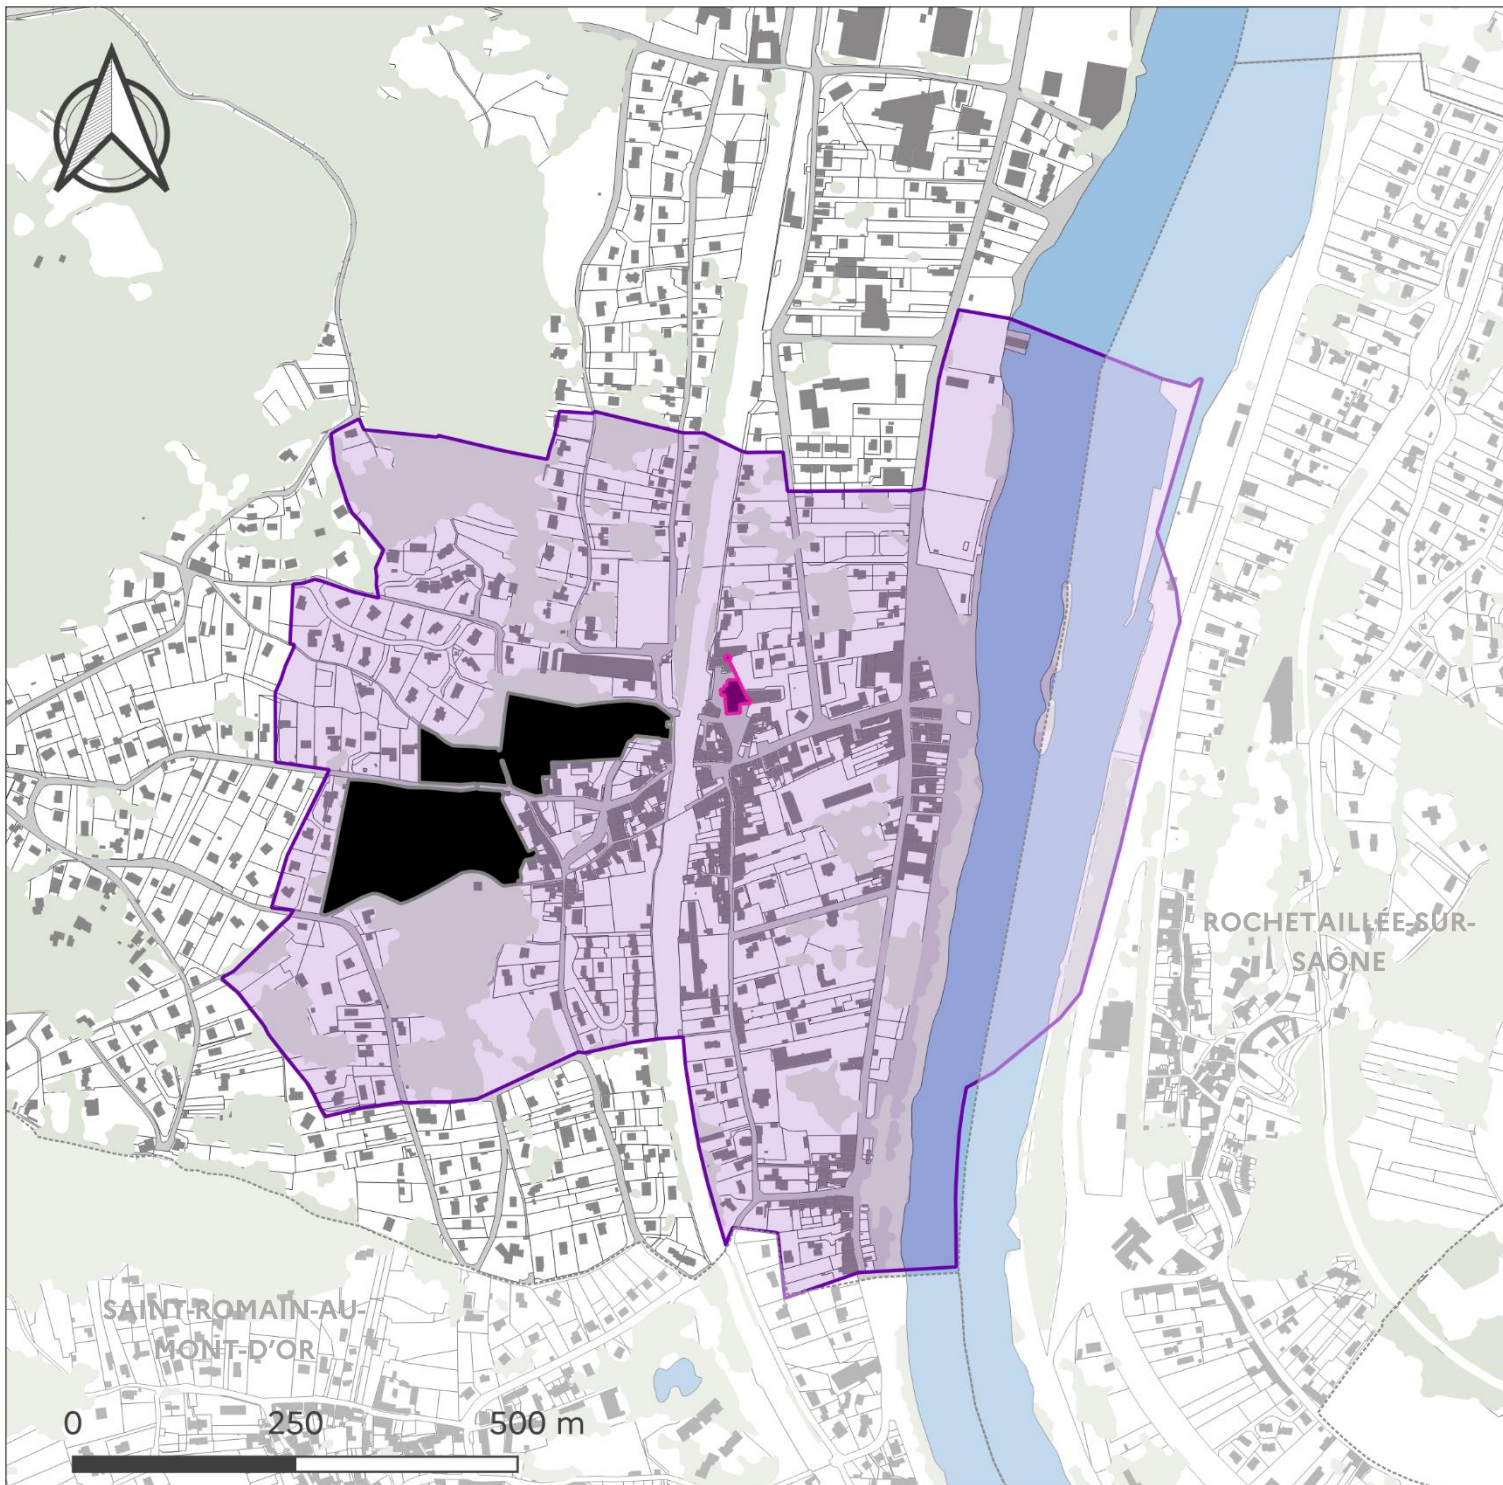 ROCHETAILLÉE-SUR-
SAÔNE
SAINT-ROMAIN-AU-
MONT-D'OR
0 250 500 m